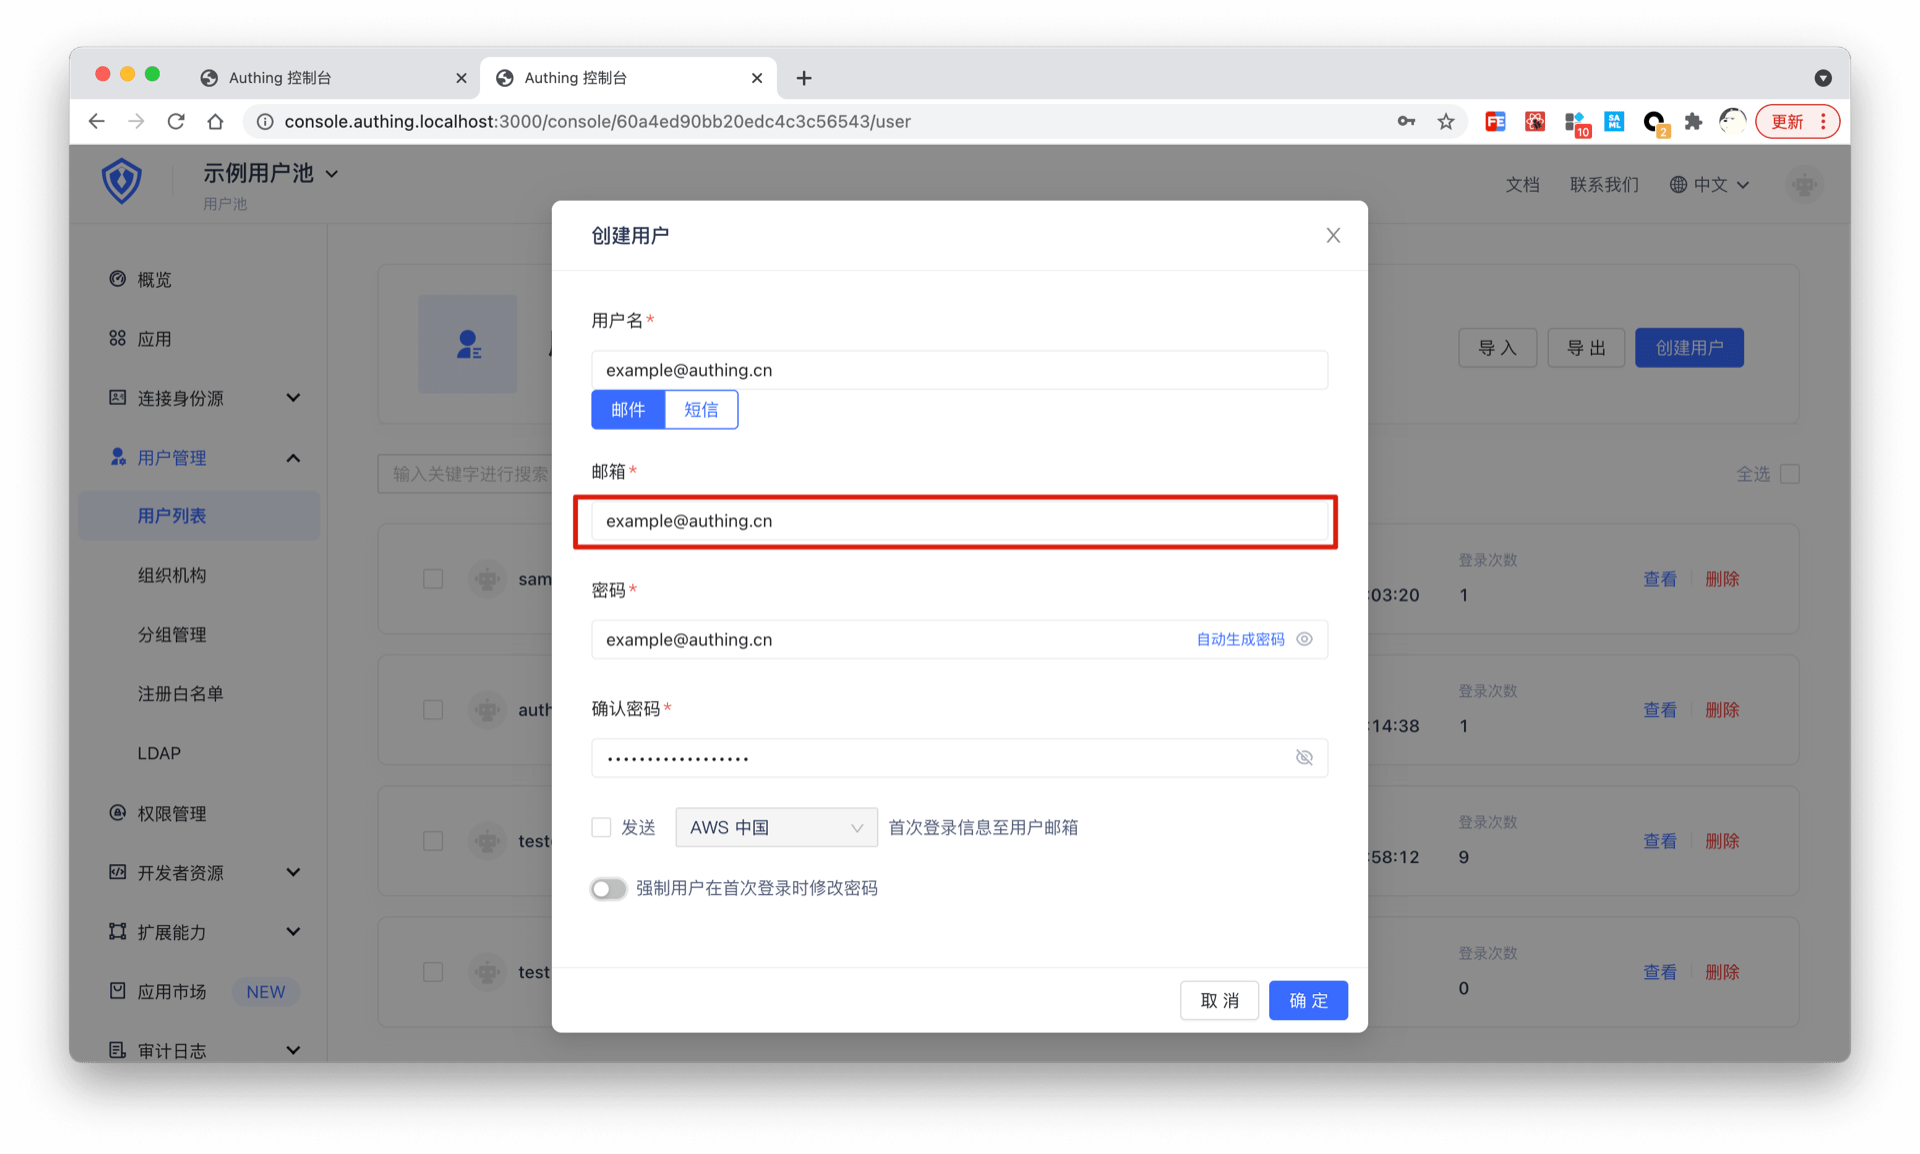 Authing 控制台
Authing 控制台
console.authing.localhost:3000/console/60a4ed90bb20edc4c3c56543/user
FE
10
SA
ML
2
更新
示例用户池
用户池
文档
联系我们
中文
概览
应用
连接身份源
用户管理
用户列表
组织机构
分组管理
注册白名单
LDAP
权限管理
开发者资源
扩展能力
应用市场
NEW
审计日志
导 入
导 出
创建用户
输入关键字进行搜索
全选
sam
:03:20
登录次数
1
查看
删除
auth
:14:38
登录次数
1
查看
删除
test
:58:12
登录次数
9
查看
删除
test
登录次数
0
查看
删除
创建用户
用户名*
example@authing.cn
邮件
短信
邮箱*
example@authing.cn
密码*
example@authing.cn
自动生成密码
确认密码*
••••••••••••••••••
发送
AWS 中国
首次登录信息至用户邮箱
强制用户在首次登录时修改密码
取 消
确 定